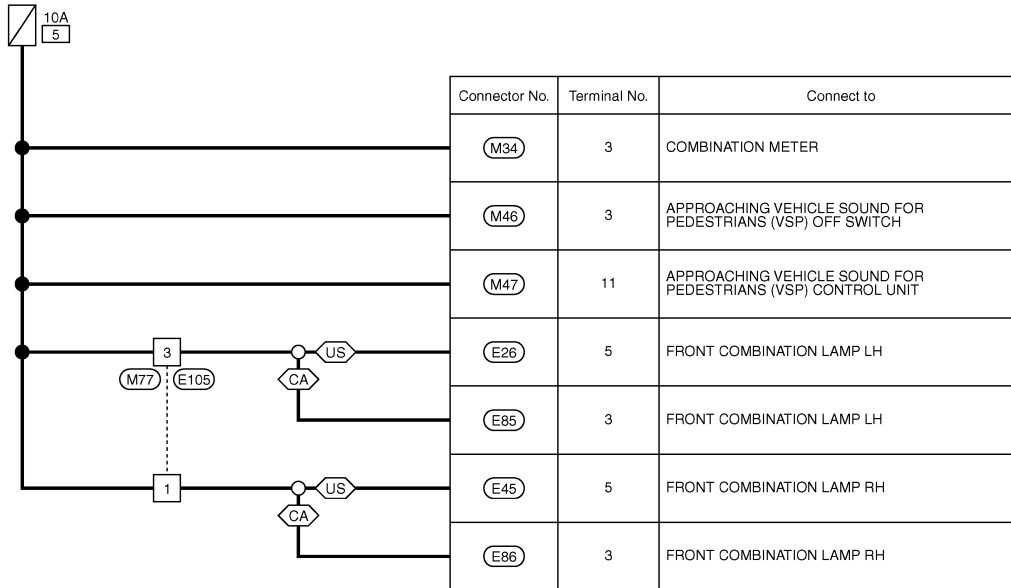 10A
5
Connector No. Terminal No. Connect to
M34 3 COMBINATION METER
M46 3 APPROACHING VEHICLE SOUND FOR
PEDESTRIANS (VSP) OFF SWITCH
M47 11 APPROACHING VEHICLE SOUND FOR
PEDESTRIANS (VSP) CONTROL UNIT
3 US E26 5 FRONT COMBINATION LAMP LH
M77 E105 CA
E85 3 FRONT COMBINATION LAMP LH
1 US E45 5 FRONT COMBINATION LAMP RH
CA
E86 3 FRONT COMBINATION LAMP RH